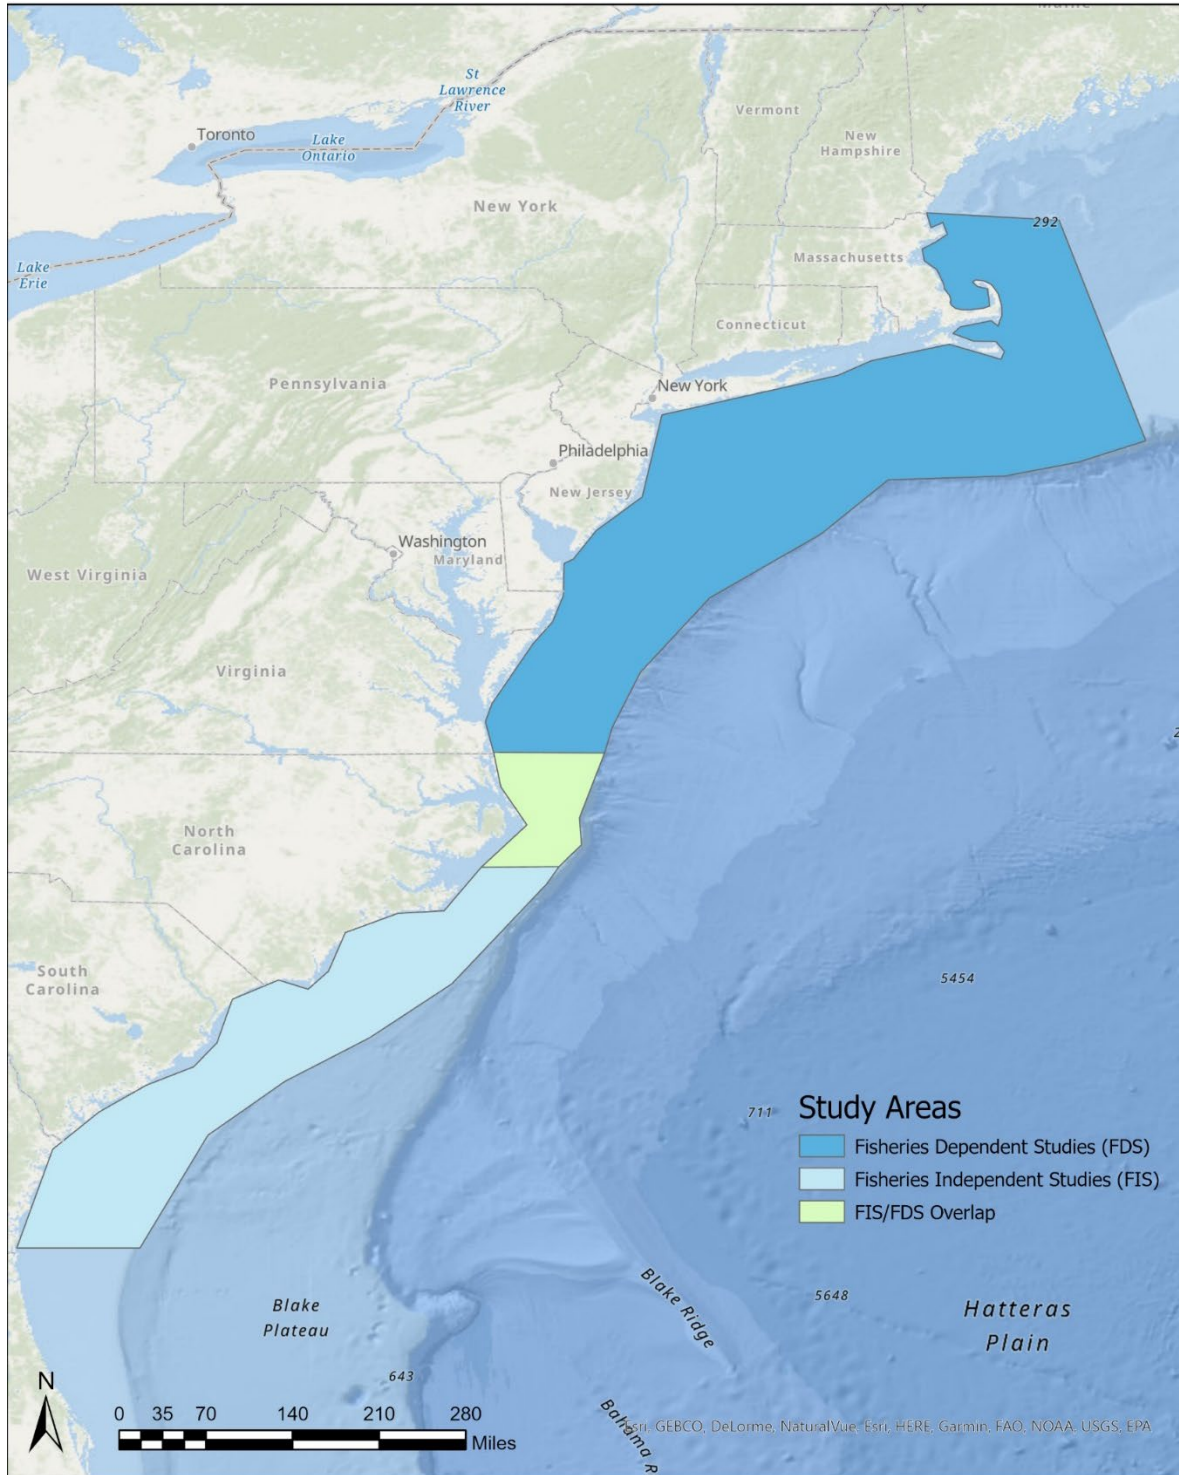 Maine
St
Lawrence
River
Vermont
Toronto
Lake
Ontario
New
Hampshire
New York
292
Massachusetts
Lake
Erie
Connecticut
Pennsylvania
New York
Philadelphia
New Jersey
Washington
Maryland
West Virginia
Virginia
North
Carolina
South
Carolina
5454
Study Areas
711
Fisheries Dependent Studies (FDS)
Fisheries Independent Studies (FIS)
FIS/FDS Overlap
Blake
Plateau
Blake Ridge
5648
Hatteras
Plain
643
N
0 35 70 140 210 280
Miles
Bahama R
Esri, GEBCO, DeLorme, NaturalVue, Esri, HERE, Garmin, FAO, NOAA, USGS, EPA